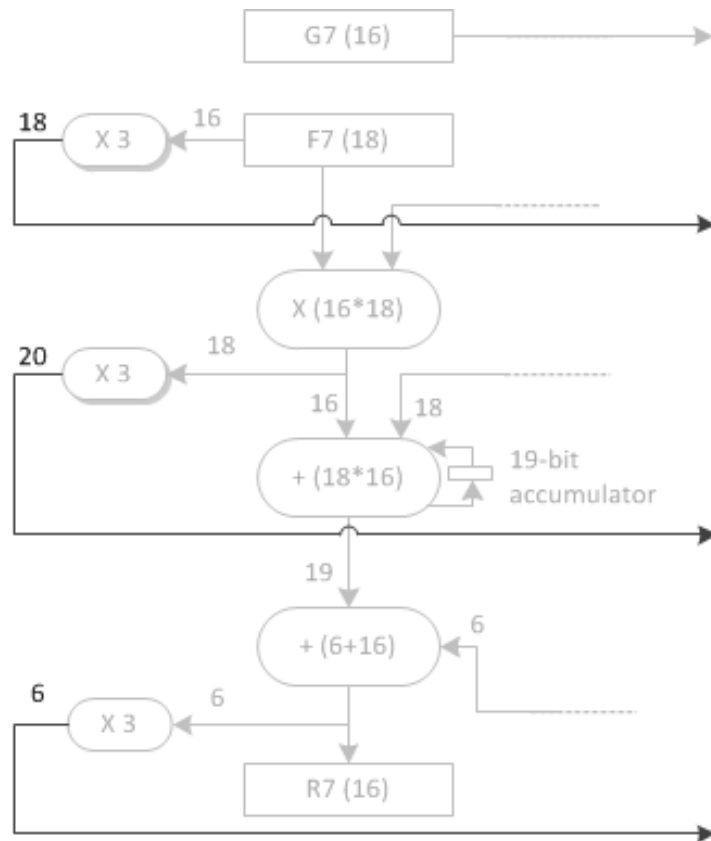 G7 (16)
18
X 3
16
F7 (18)
X (16*18)
20
X 3
18
16
18
+ (18*16)
19-bit
accumulator
19
+ (6+16)
6
6
X 3
6
R7 (16)